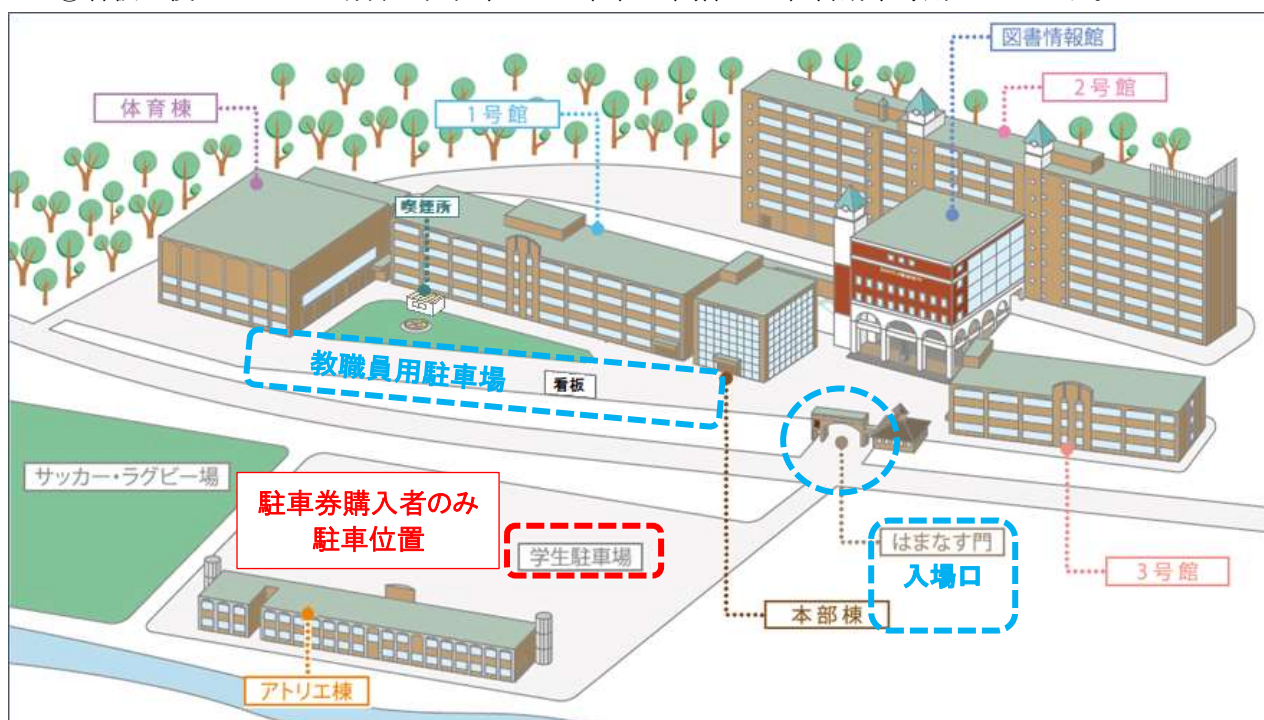 図書情報館
2号館
体育棟
1号館
喫煙所
教職員用駐車場
看板
サッカー・ラグビー場
駐車券購入者のみ
駐車位置
学生駐車場
はまなす門
入場口
3号館
本部棟
アトリエ棟